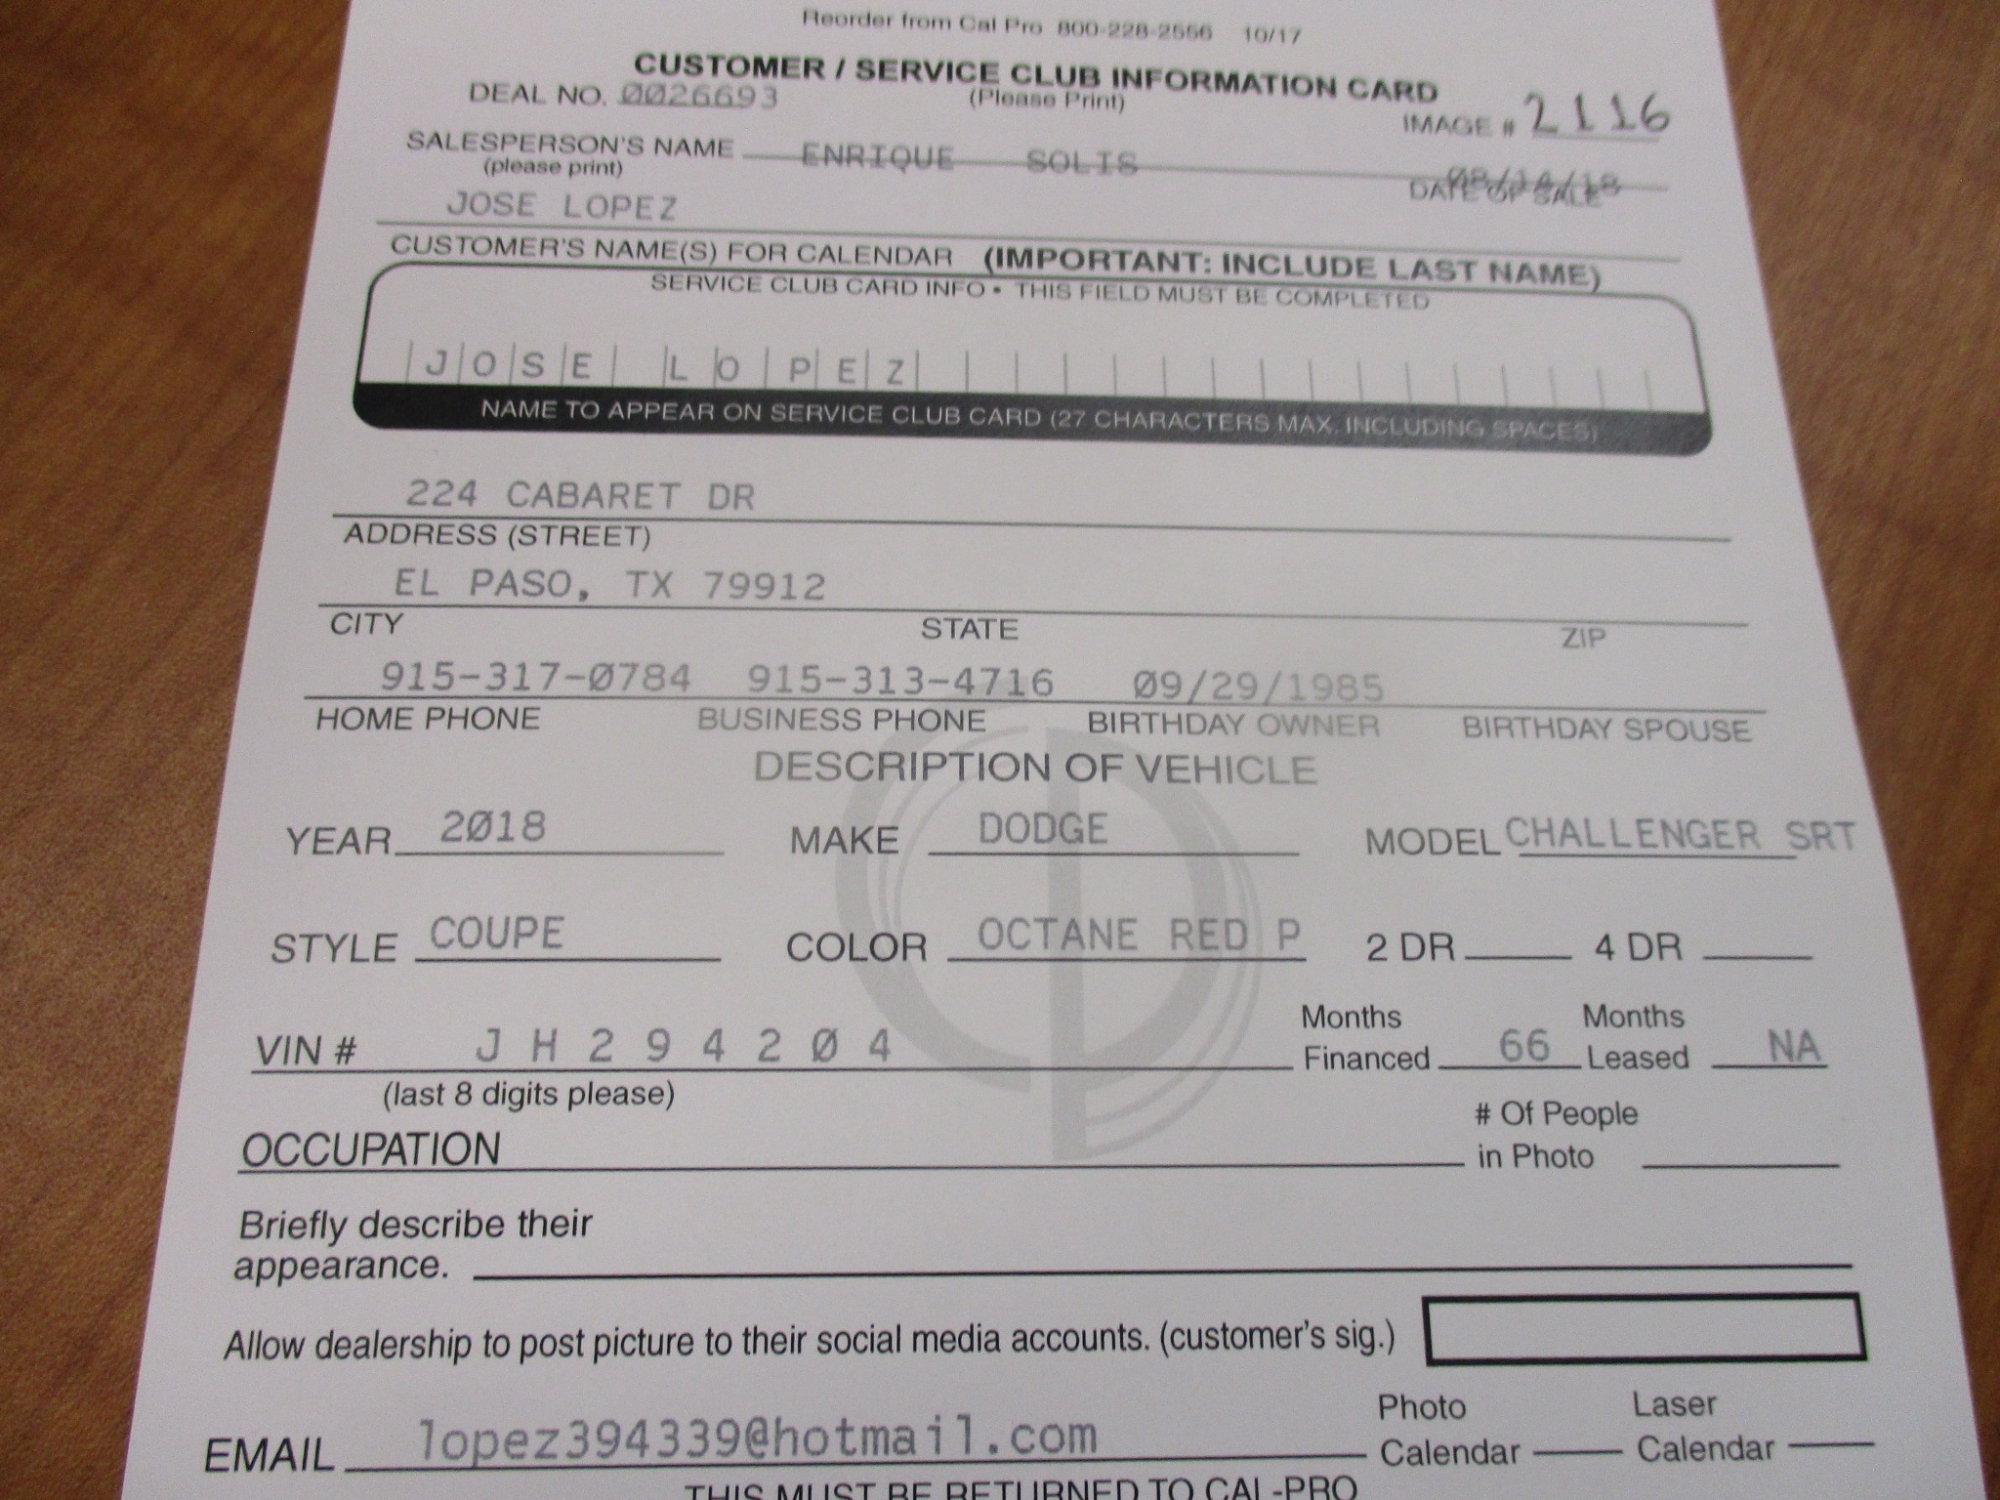 Reorder from Cal Pro 800-228-2556 10/17
CUSTOMER / SERVICE CLUB INFORMATION CARD
DEAL NO. 0026693 (Please Print)
IMAGE # 2116
SALESPERSON'S NAME ENRIQUE SOLIS
(please print)
DATE OF SALE
JOSE LOPEZ
CUSTOMER'S NAME(S) FOR CALENDAR (IMPORTANT: INCLUDE LAST NAME)
SERVICE CLUB CARD INFO • THIS FIELD MUST BE COMPLETED
JOSE LOPEZ
NAME TO APPEAR ON SERVICE CLUB CARD (27 CHARACTERS MAX. INCLUDING SPACES)
224 CABARET DR
ADDRESS (STREET)
EL PASO, TX 79912
CITY STATE ZIP
915-317-0784 915-313-4716 09/29/1985
HOME PHONE BUSINESS PHONE BIRTHDAY OWNER BIRTHDAY SPOUSE
DESCRIPTION OF VEHICLE
YEAR 2018 MAKE DODGE MODEL CHALLENGER SRT
STYLE COUPE COLOR OCTANE RED P 2 DR 4 DR
VIN # JH294204 Months Financed 66 Months Leased NA
(last 8 digits please)
OCCUPATION # Of People in Photo
Briefly describe their
appearance.
Allow dealership to post picture to their social media accounts. (customer's sig.)
EMAIL lopez394339@hotmail.com Photo Calendar Laser Calendar
THIS MUST BE RETURNED TO CAL-PRO